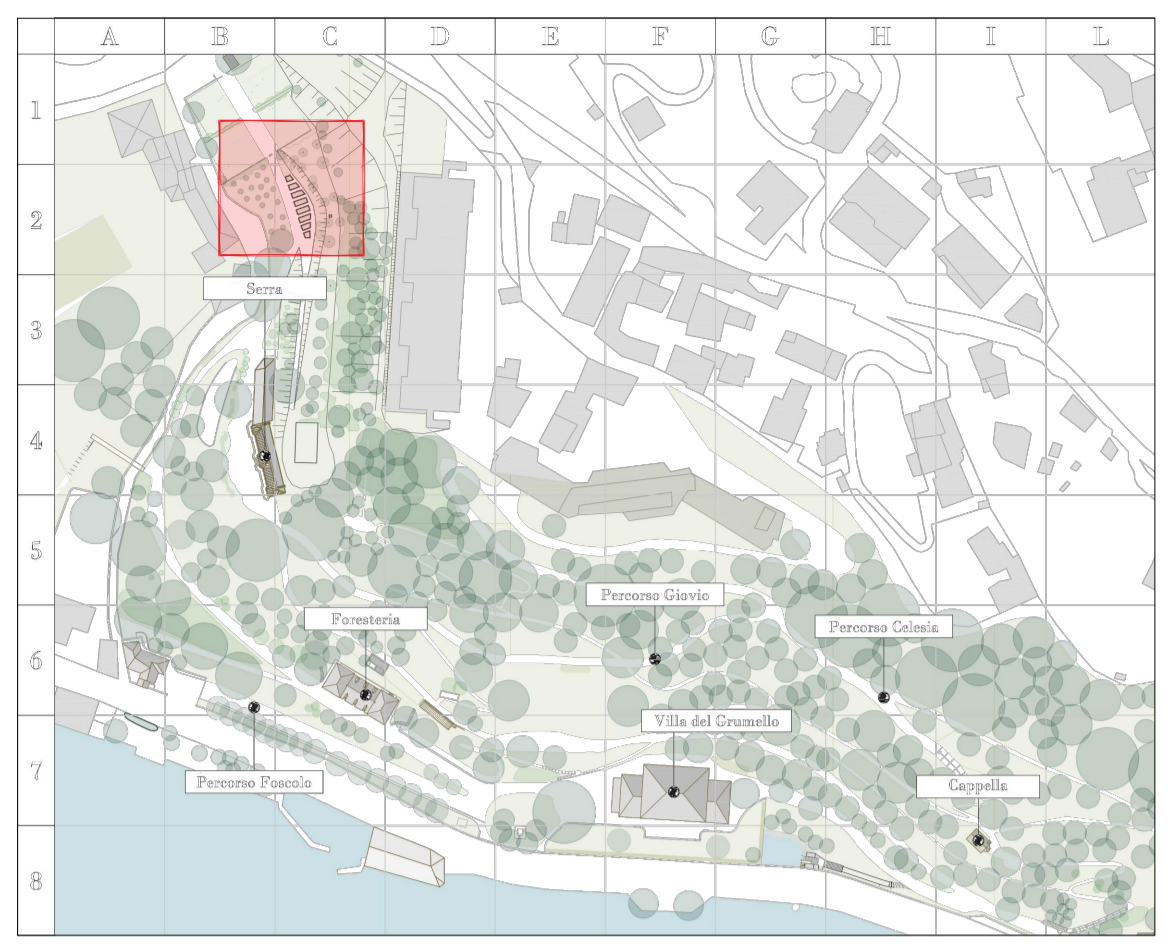 A B C D E F G H I L
1
2
Serra
3
4
5
Percorso Giovio
Foresteria
Percorso Celesia
6
Villa del Grumello
7
Percorso Foscolo
Cappella
8